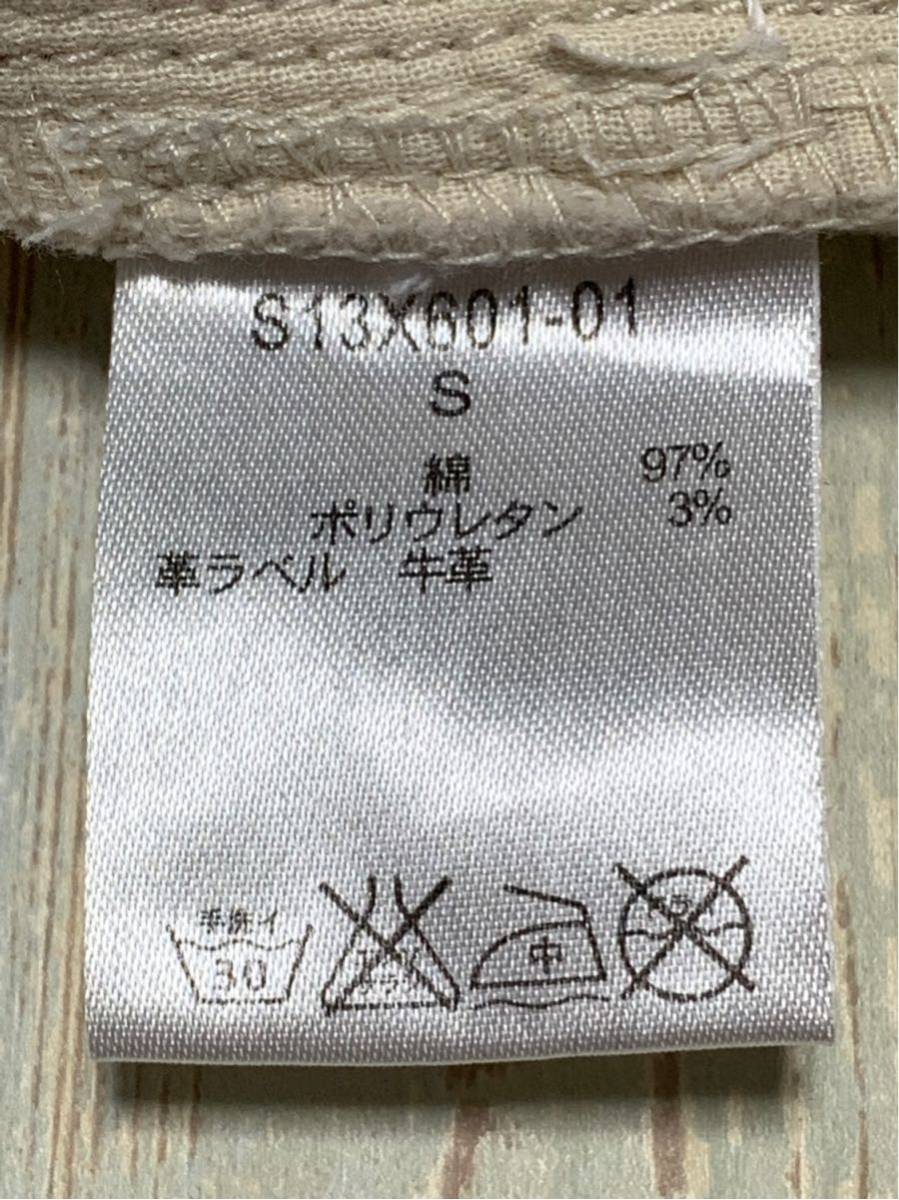 S13X601-01
S
綿 97%
ポリウレタン 3%
革ラベル 牛革
手洗イ
30
中